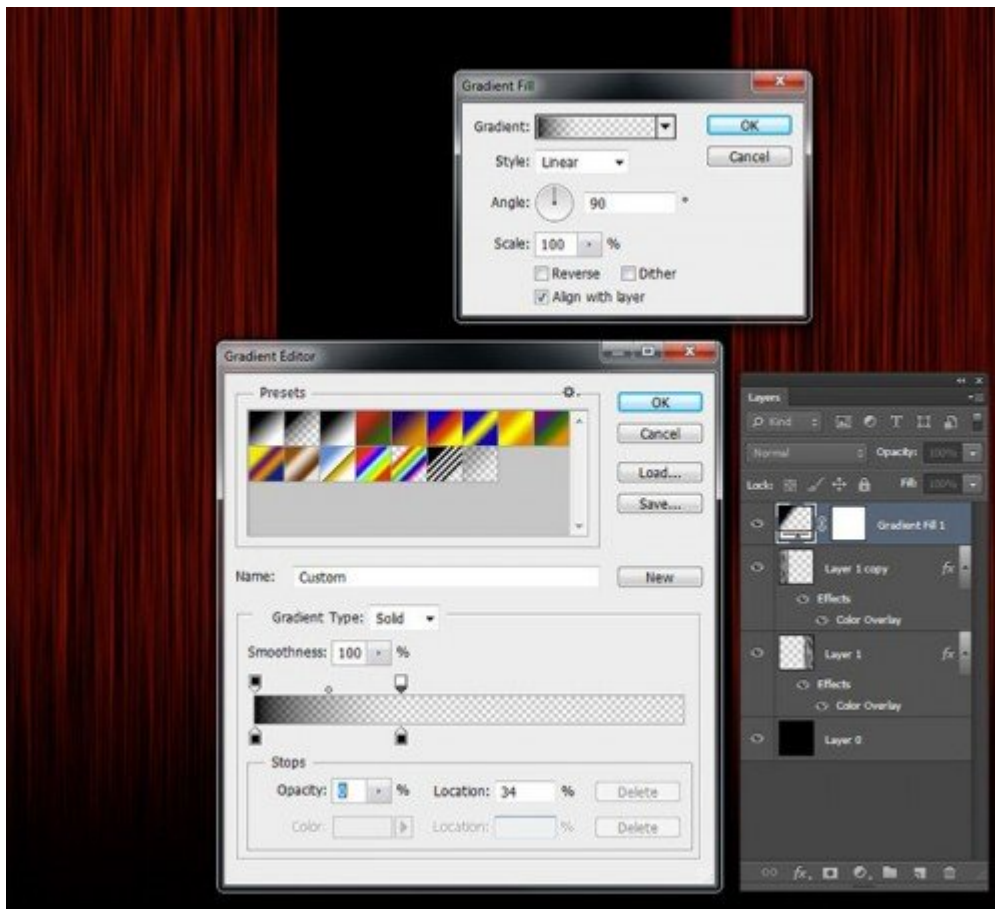 Gradient Fill
Gradient:
OK
Style: Linear
Cancel
Angle: 90 °
Scale: 100 %
Reverse Dither
Align with layer
Gradient Editor
Presets
OK
Cancel
Load...
Save...
Name: Custom
New
Gradient Type: Solid
Smoothness: 100 %
Stops
Opacity: 0 % Location: 34 % Delete
Color: Location: % Delete
Layers
Kind
Normal Opacity: 100%
Lock: Fill: 100%
Gradient Fill 1
Layer 1 copy fx
Effects
Color Overlay
Layer 1 fx
Effects
Color Overlay
Layer 0
fx.